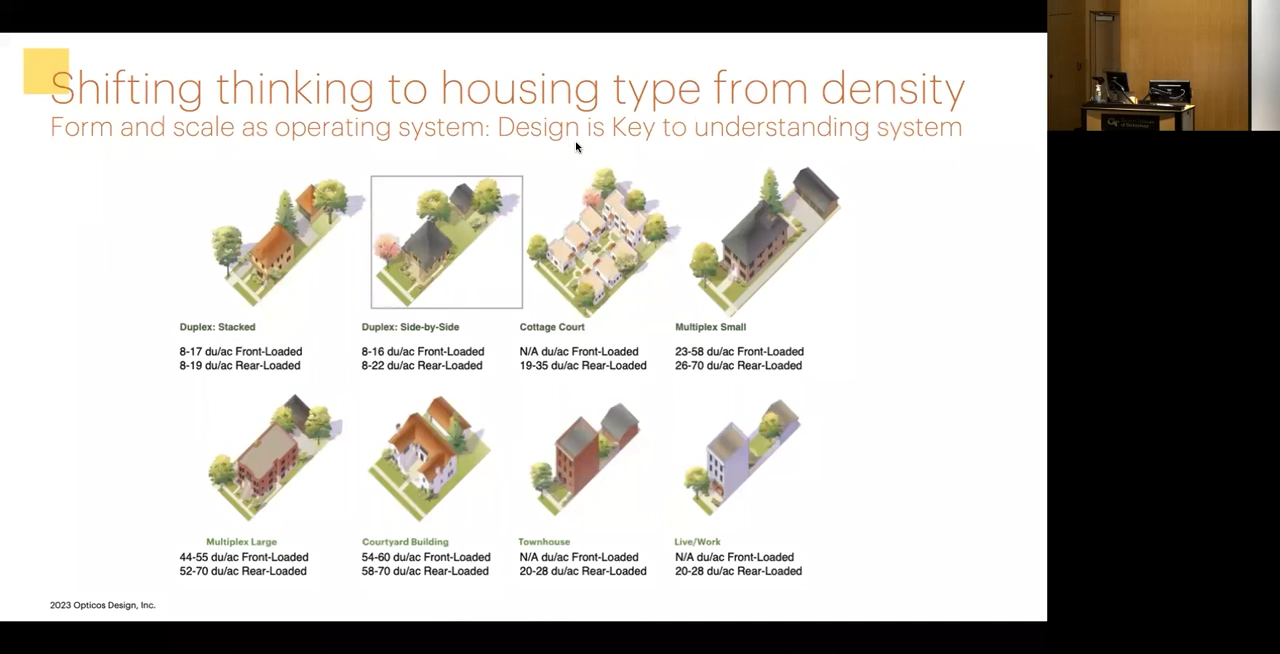 Shifting thinking to housing type from density
Form and scale as operating system: Design is Key to understanding system
Duplex: Stacked
8-17 du/ac Front-Loaded
8-19 du/ac Rear-Loaded
Duplex: Side-by-Side
8-16 du/ac Front-Loaded
8-22 du/ac Rear-Loaded
Cottage Court
N/A du/ac Front-Loaded
19-35 du/ac Rear-Loaded
Multiplex Small
23-58 du/ac Front-Loaded
26-70 du/ac Rear-Loaded
Multiplex Large
44-55 du/ac Front-Loaded
52-70 du/ac Rear-Loaded
Courtyard Building
54-60 du/ac Front-Loaded
58-70 du/ac Rear-Loaded
Townhouse
N/A du/ac Front-Loaded
20-28 du/ac Rear-Loaded
Live/Work
N/A du/ac Front-Loaded
20-28 du/ac Rear-Loaded
2023 Opticos Design, Inc.